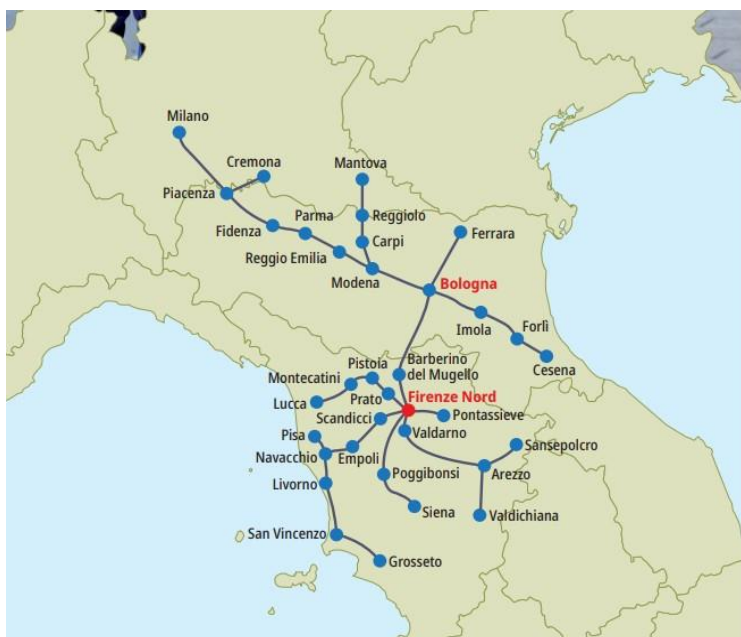 Milano
Cremona
Mantova
Piacenza
Parma
Reggiolo
Ferrara
Fidenza
Carpi
Reggio Emilia
Modena
Bologna
Imola
Forlì
Cesena
Barberino
del Mugello
Pistoia
Montecatini
Prato
Firenze Nord
Lucca
Scandicci
Pontassieve
Pisa
Valdarno
Sansepolcro
Navacchio
Empoli
Poggibonsi
Arezzo
Livorno
Siena
Valdichiana
San Vincenzo
Grosseto